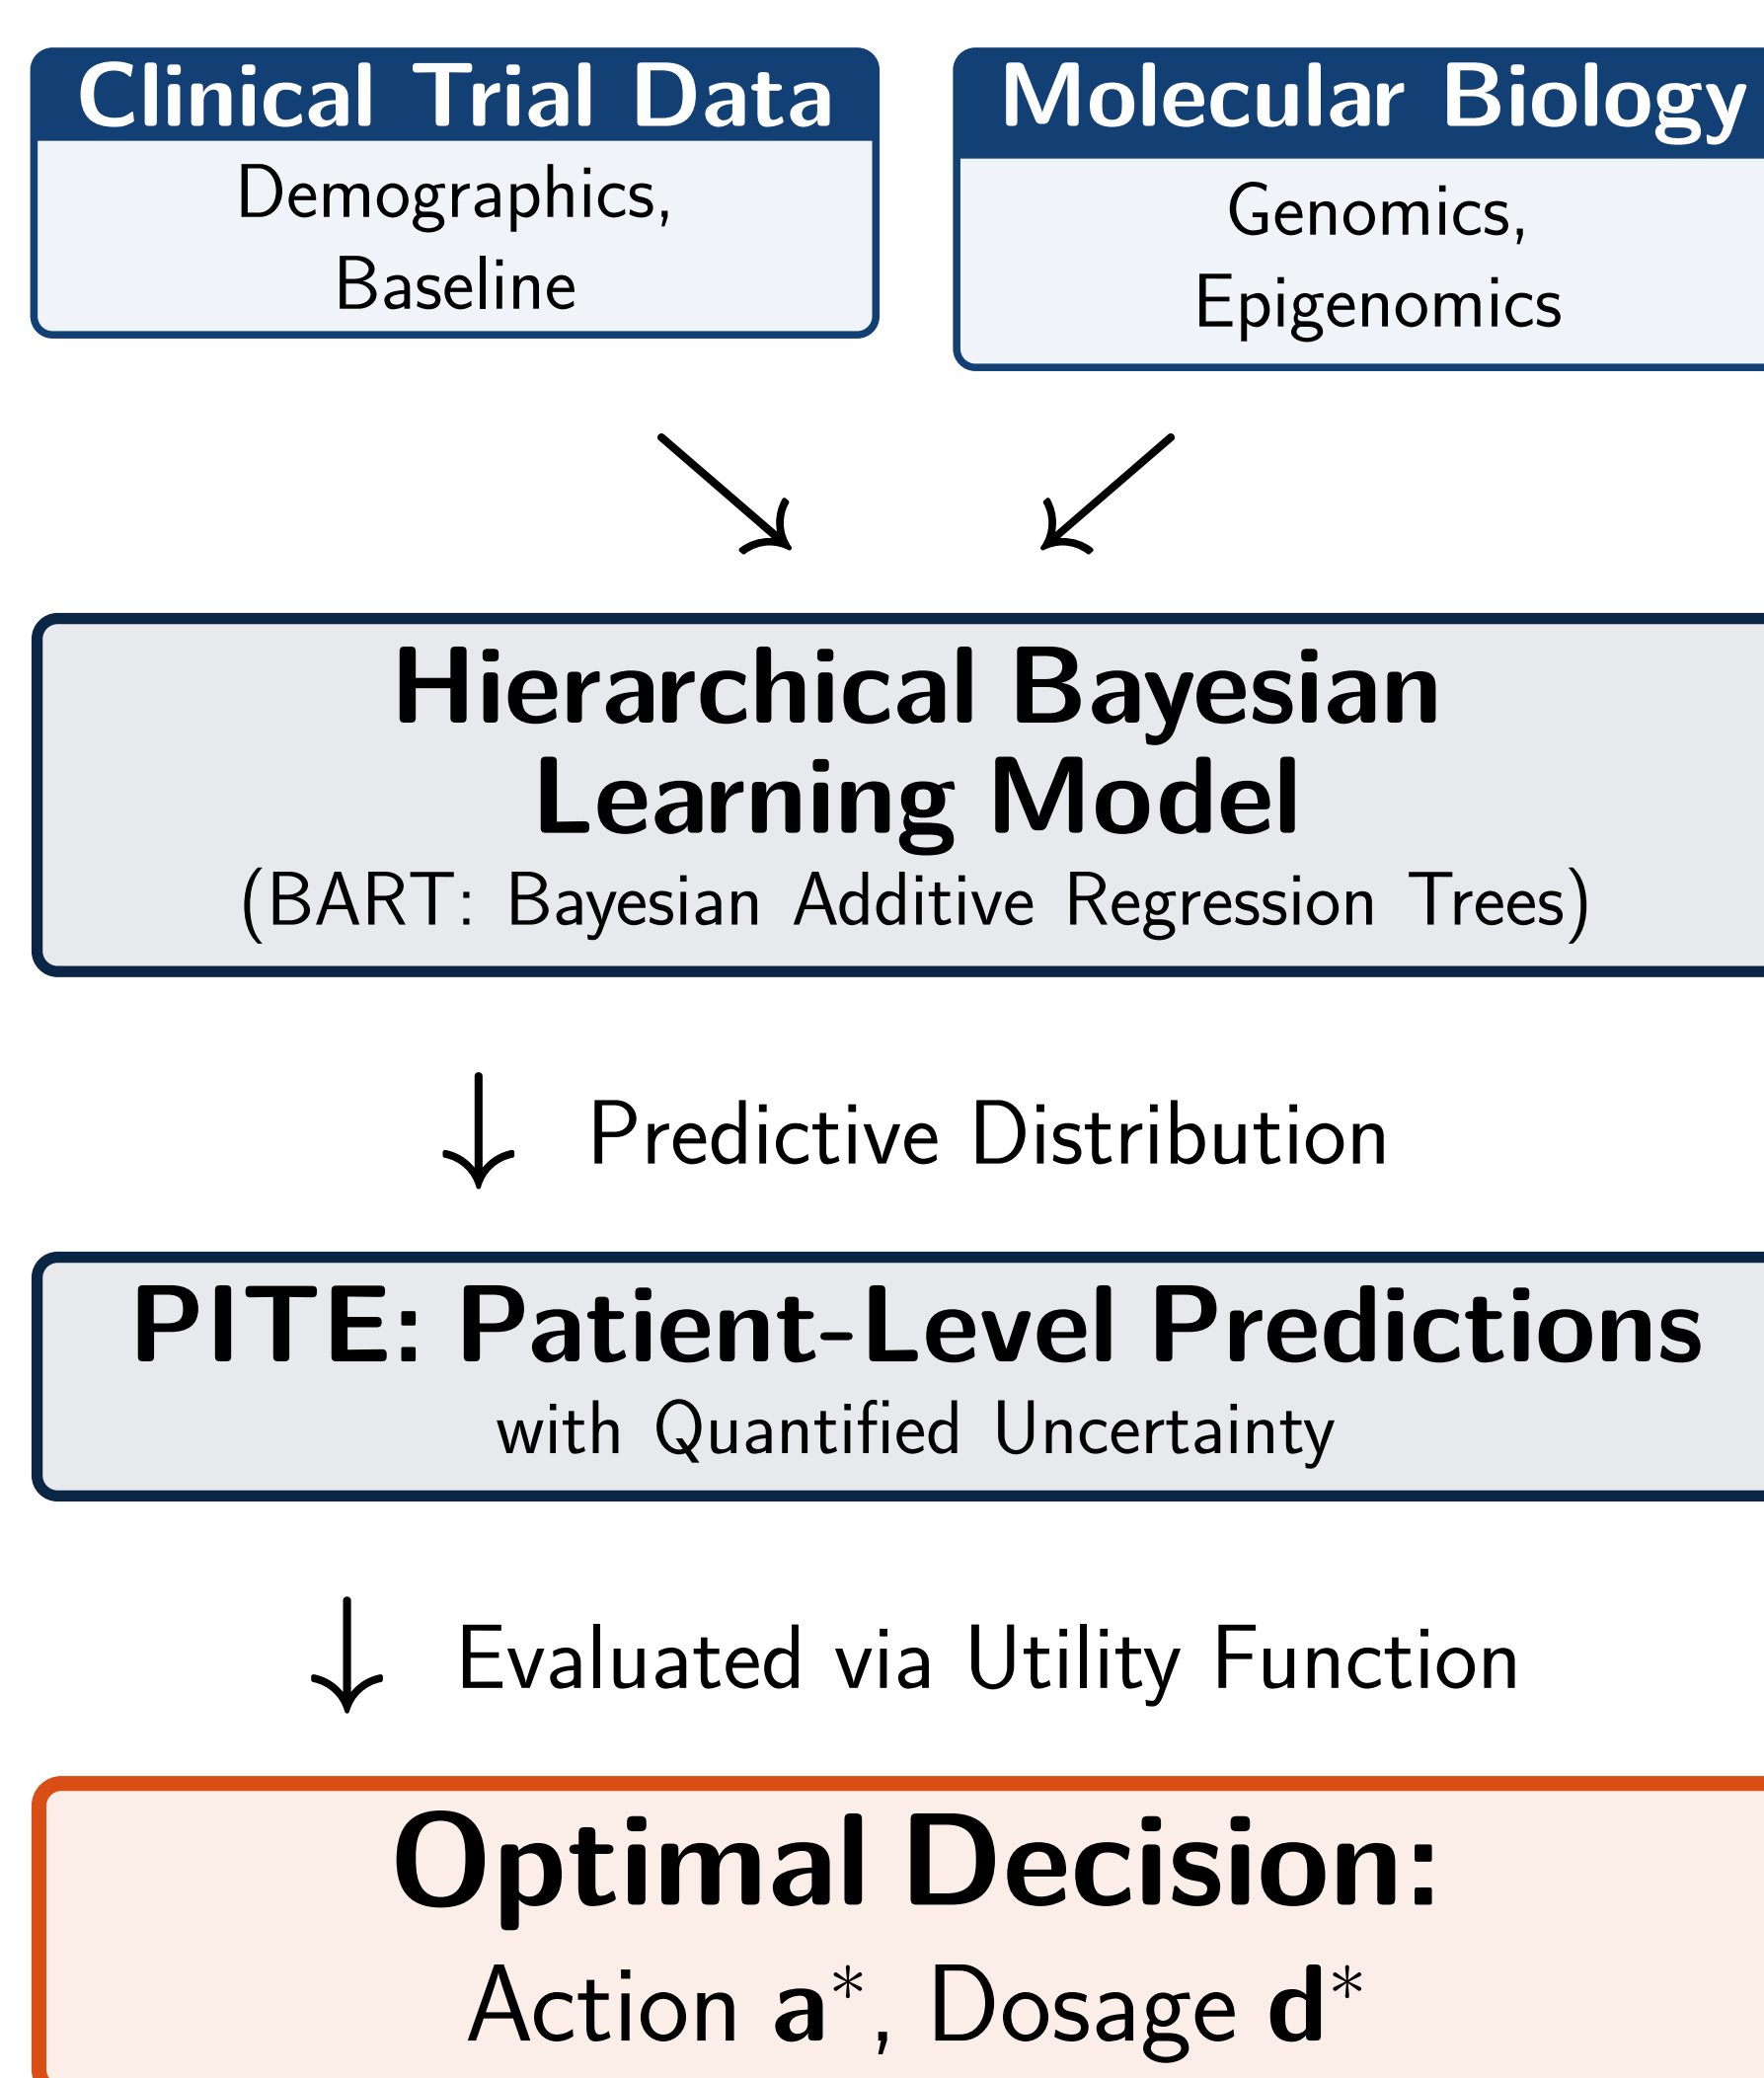 Clinical Trial Data
Demographics,
Baseline
Molecular Biology
Genomics,
Epigenomics
Hierarchical Bayesian
Learning Model
(BART: Bayesian Additive Regression Trees)
Predictive Distribution
PITE: Patient-Level Predictions
with Quantified Uncertainty
Evaluated via Utility Function
Optimal Decision:
Action a*, Dosage d*